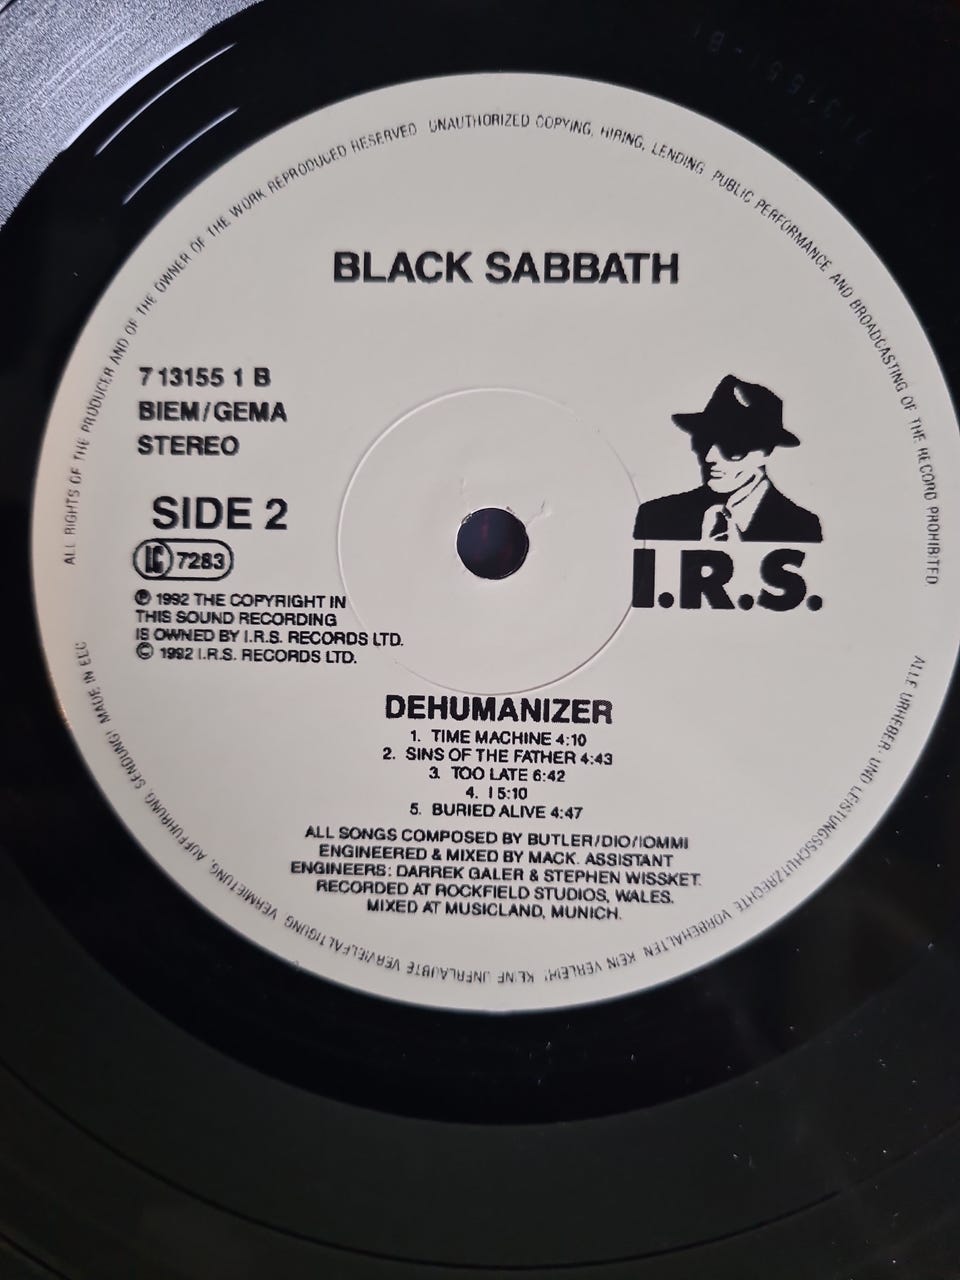 ALL RIGHTS OF THE PRODUCER AND OF THE OWNER OF THE WORK REPRODUCED RESERVED UNAUTHORIZED COPYING, HIRING, LENDING PUBLIC PERFORMANCE AND BROADCASTING OF THE RECORD PROHIBITED
BLACK SABBATH
7 13155 1 B
BIEM/GEMA
STEREO
SIDE 2
LC 7283
I.R.S.
℗ 1992 THE COPYRIGHT IN
THIS SOUND RECORDING
IS OWNED BY I.R.S. RECORDS LTD.
© 1992 I.R.S. RECORDS LTD.
DEHUMANIZER
1. TIME MACHINE 4:10
2. SINS OF THE FATHER 4:43
3. TOO LATE 6:42
4. I 5:10
5. BURIED ALIVE 4:47
ALL SONGS COMPOSED BY BUTLER/DIO/IOMMI
ENGINEERED & MIXED BY MACK. ASSISTANT
ENGINEERS: DARREK GALER & STEPHEN WISSKET.
RECORDED AT ROCKFIELD STUDIOS, WALES.
MIXED AT MUSICLAND, MUNICH.
ALLE URHEBER- UND LEISTUNGSSCHUTZRECHTE VORBEHALTEN KEIN VERLEIH! KEINE UNERLAUBTE VERVIELFALTIGUNG VERMIETUNG, AUFFUHRUNG, SENDUNG! MADE IN EEC